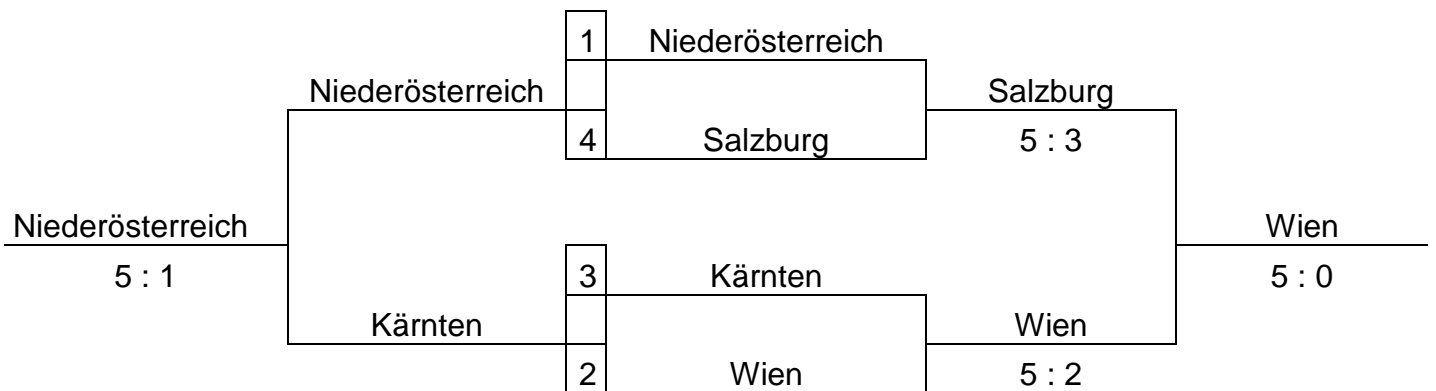 1 Niederösterreich
Niederösterreich Salzburg
4 Salzburg 5 : 3
Niederösterreich Wien
5 : 1 3 Kärnten 5 : 0
Kärnten Wien
2 Wien 5 : 2